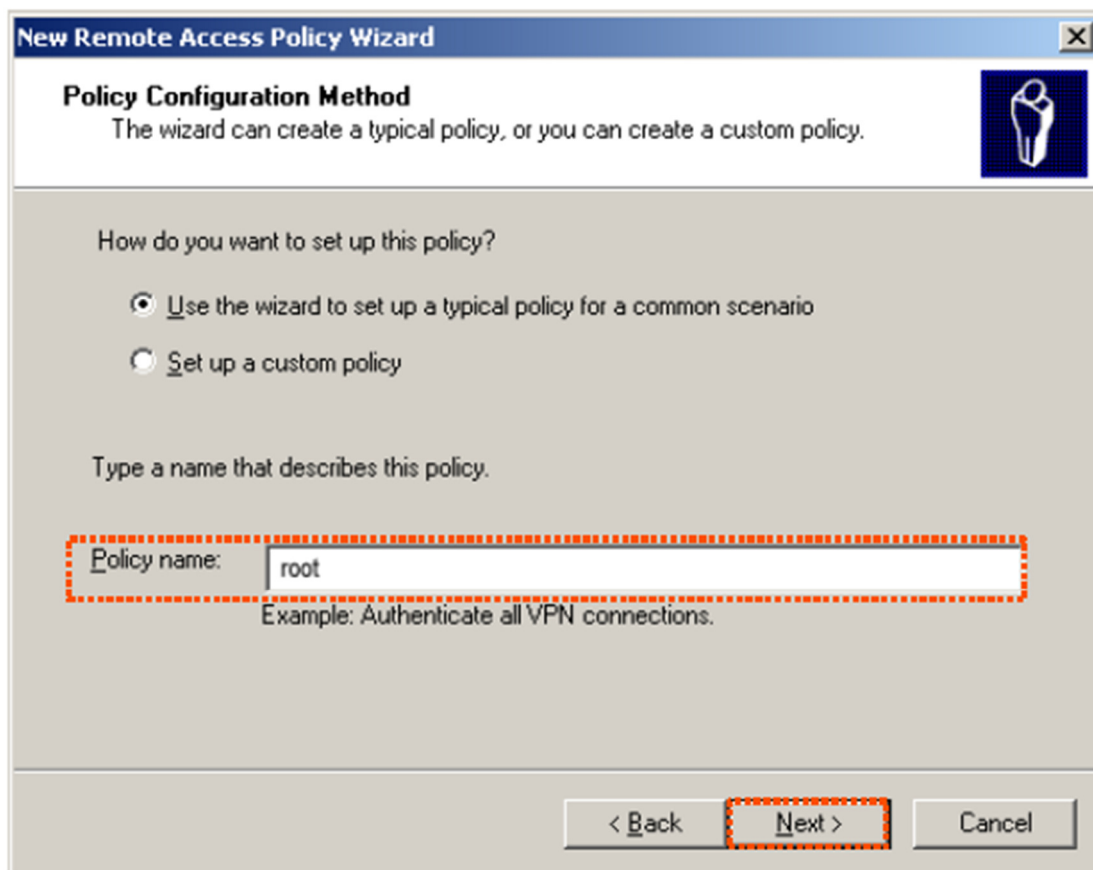 New Remote Access Policy Wizard
Policy Configuration Method
The wizard can create a typical policy, or you can create a custom policy.
How do you want to set up this policy?
Use the wizard to set up a typical policy for a common scenario
Set up a custom policy
Type a name that describes this policy.
Policy name: root
Example: Authenticate all VPN connections.
< Back Next > Cancel